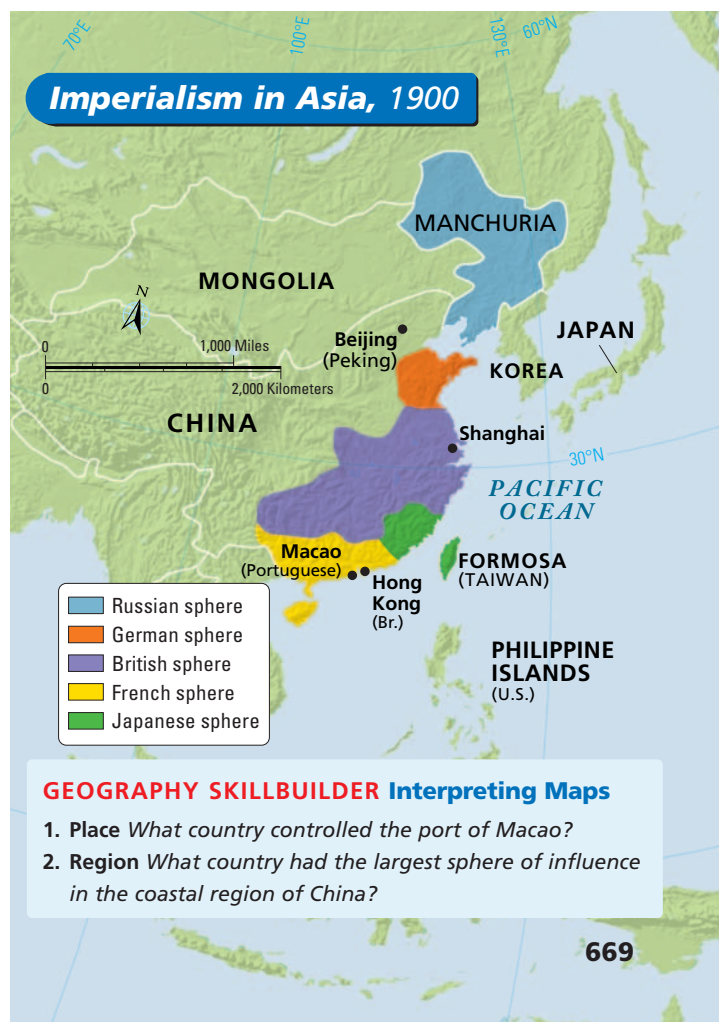 70°E
100°E
130°E
60°N
Imperialism in Asia, 1900
MANCHURIA
MONGOLIA
N
0
1,000 Miles
0
2,000 Kilometers
Beijing
(Peking)
JAPAN
KOREA
CHINA
Shanghai
30°N
PACIFIC
OCEAN
Macao
(Portuguese)
Hong
Kong
(Br.)
FORMOSA
(TAIWAN)
PHILIPPINE
ISLANDS
(U.S.)
Russian sphere
German sphere
British sphere
French sphere
Japanese sphere
GEOGRAPHY SKILLBUILDER Interpreting Maps
1. Place What country controlled the port of Macao?
2. Region What country had the largest sphere of influence
in the coastal region of China?
669